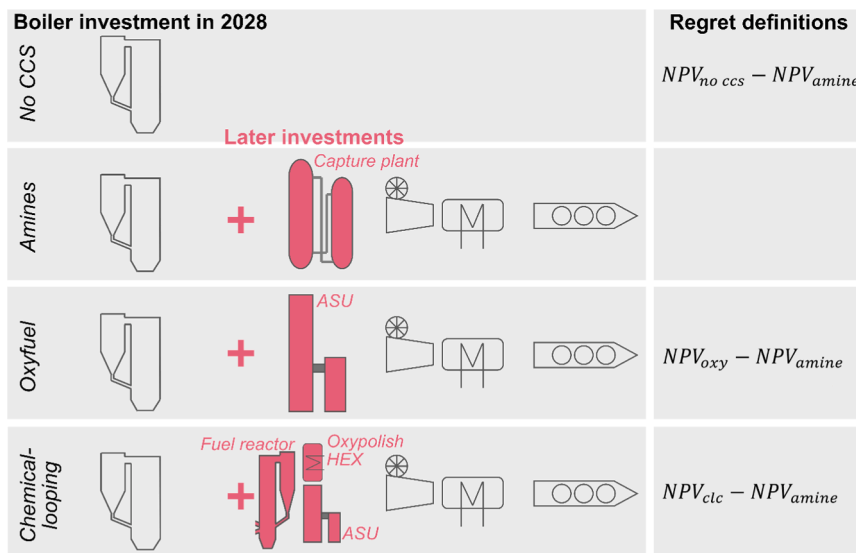 Boiler investment in 2028
Regret definitions
No CCS
NPV_no ccs − NPV_amine
Later investments
Amines
Capture plant
Oxyfuel
ASU
NPV_oxy − NPV_amine
Chemical-
looping
Fuel reactor
Oxypolish
HEX
ASU
NPV_clc − NPV_amine